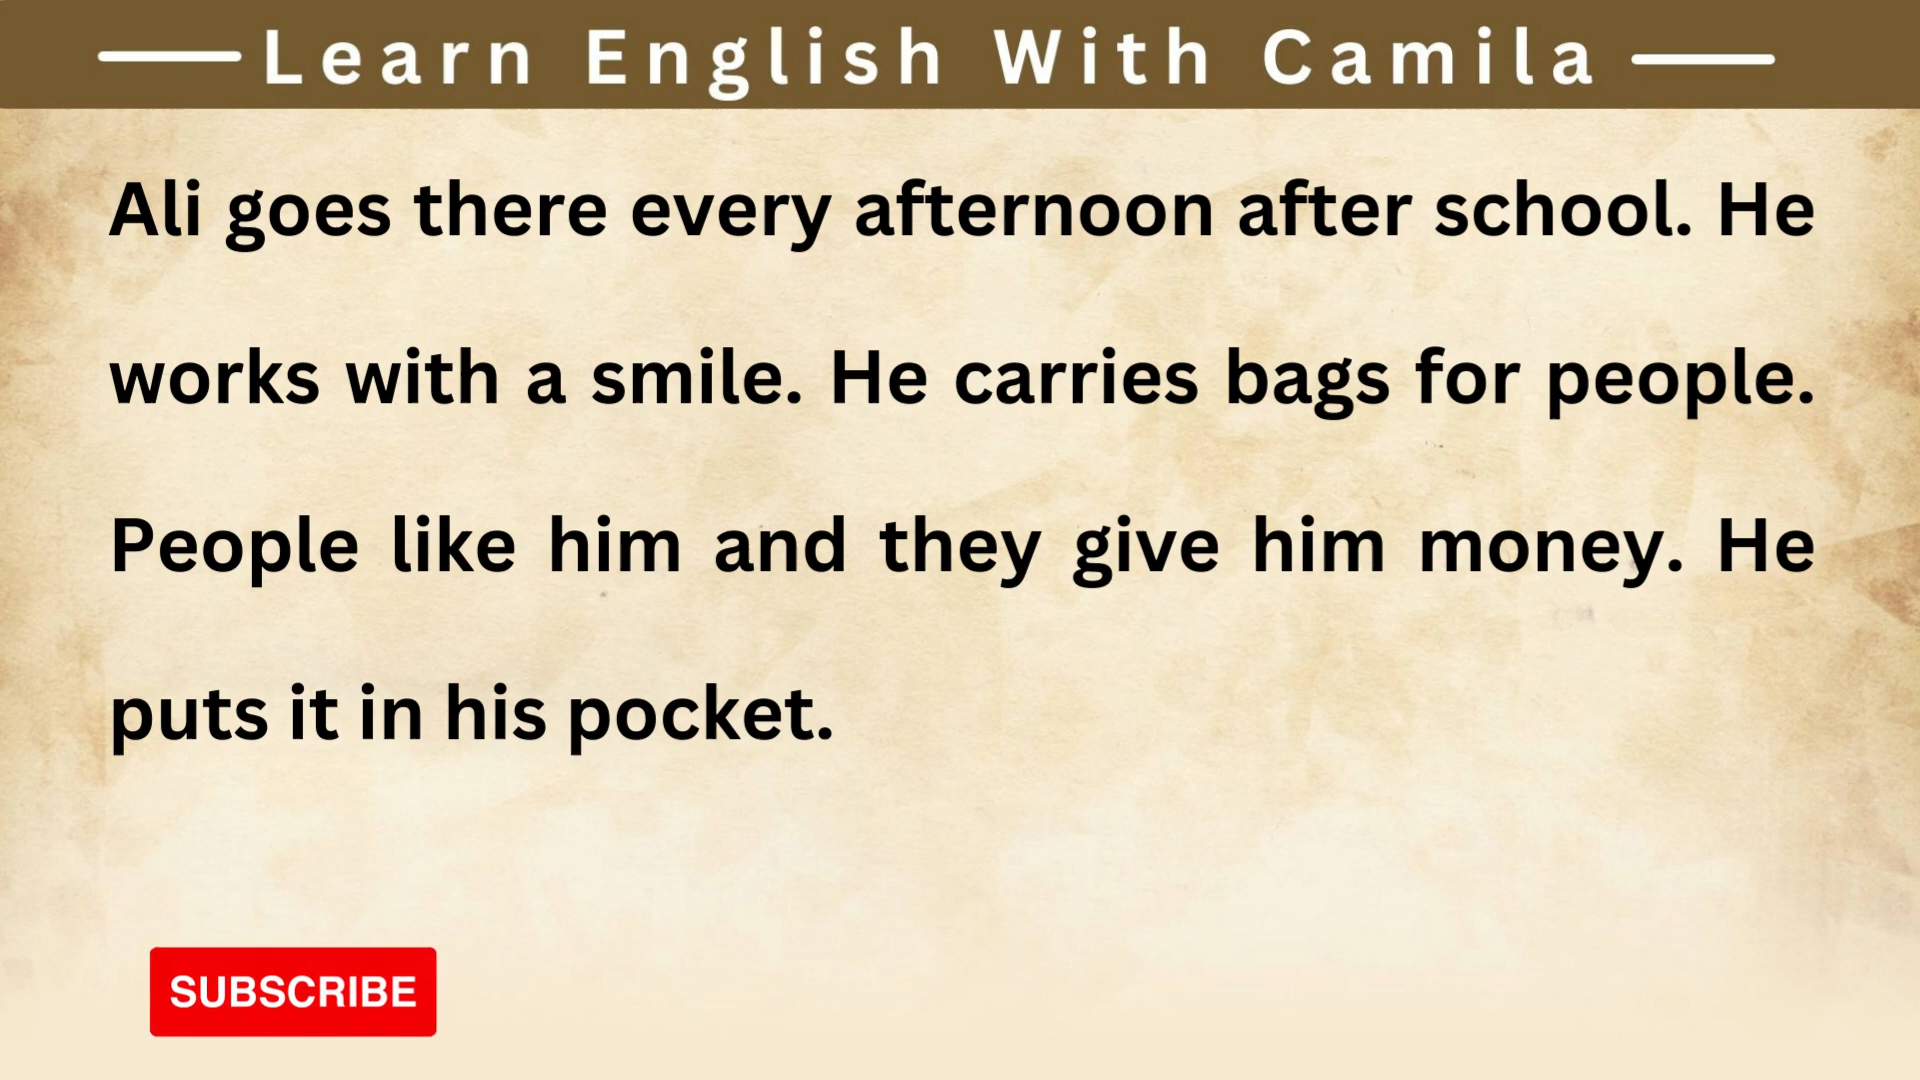 Learn English With Camila
Ali goes there every afternoon after school. He
works with a smile. He carries bags for people.
People like him and they give him money. He
puts it in his pocket.
SUBSCRIBE